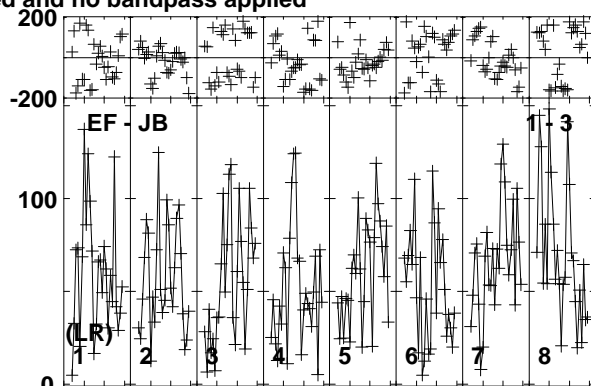 ed and no bandpass applied
200
-200
EF - JB 1 - 3
100
(LR)
1 2 3 4 5 6 7 8
0